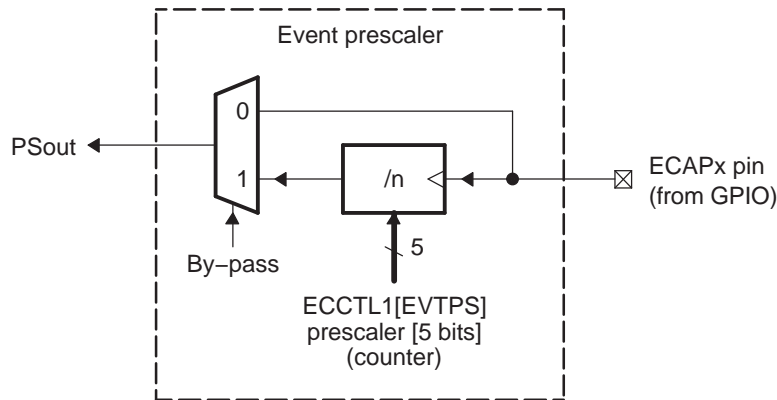 Event prescaler
0
PSout
ECAPx pin
(from GPIO)
1
/n
5
By−pass
ECCTL1[EVTPS]
prescaler [5 bits]
(counter)